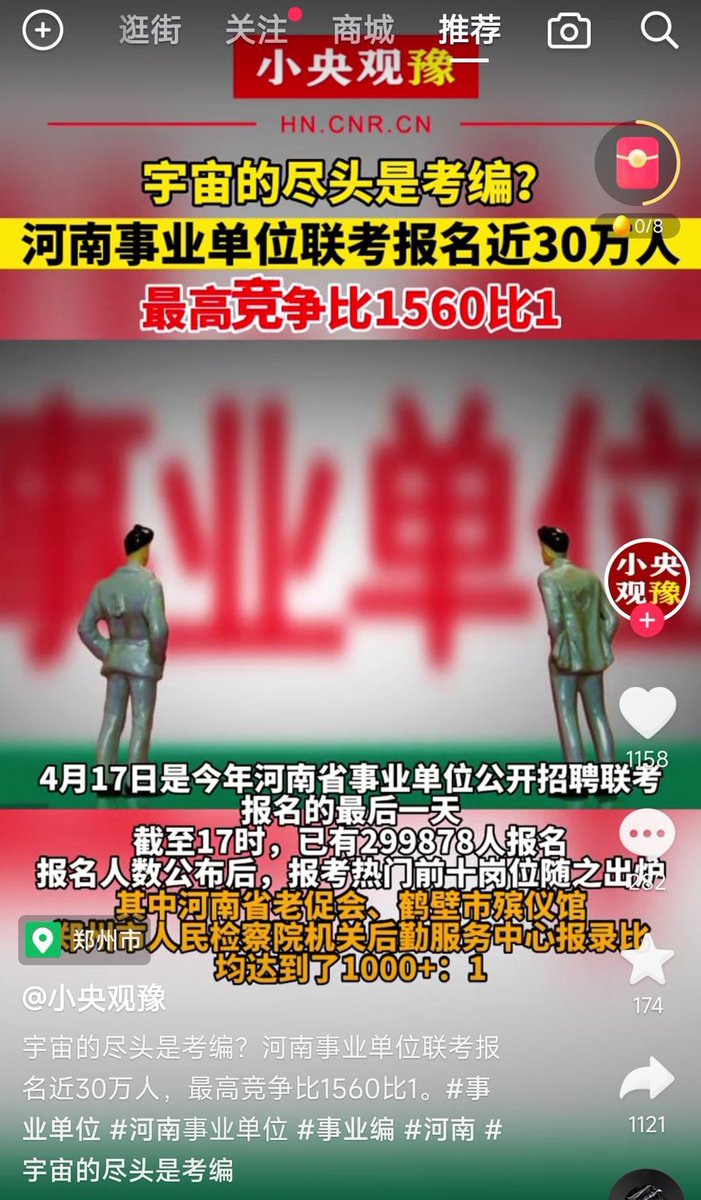 逛街 关注 商城 推荐
小央观豫
HN.CNR.CN
宇宙的尽头是考编？
0/8
河南事业单位联考报名近30万人
最高竞争比1560比1
事业单位
小央
观豫
1158
4月17日是今年河南省事业单位公开招聘联考
报名的最后一天
截至17时，已有299878人报名
报名人数公布后，报考热门前十岗位随之出炉
282
其中河南省老促会、鹤壁市殡仪馆
郑州市
人民检察院机关后勤服务中心报录比
均达到了1000+：1
@小央观豫
174
宇宙的尽头是考编？河南事业单位联考报
名近30万人，最高竞争比1560比1。#事
业单位 #河南事业单位 #事业编 #河南 #
宇宙的尽头是考编
1121